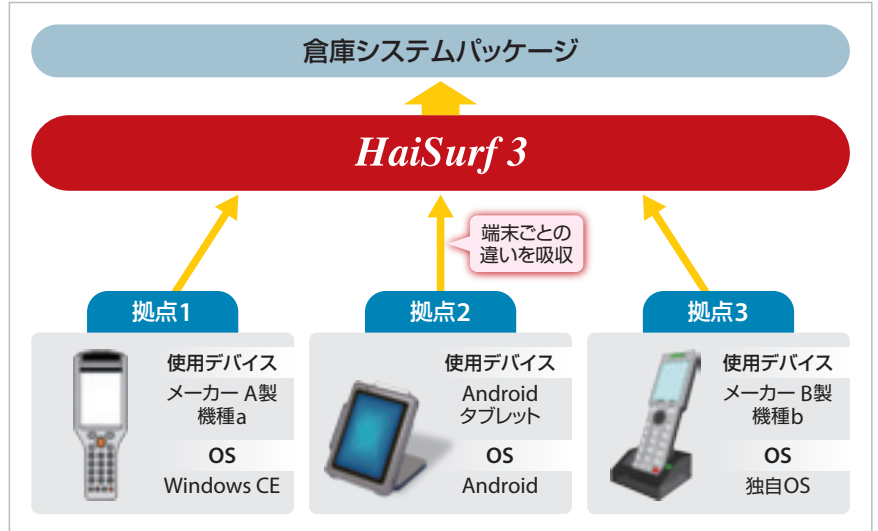 倉庫システムパッケージ
HaiSurf 3
端末ごとの
違いを吸収
拠点1
使用デバイス
メーカー A製
機種a
OS
Windows CE
拠点2
使用デバイス
Android
タブレット
OS
Android
拠点3
使用デバイス
メーカー B製
機種b
OS
独自OS